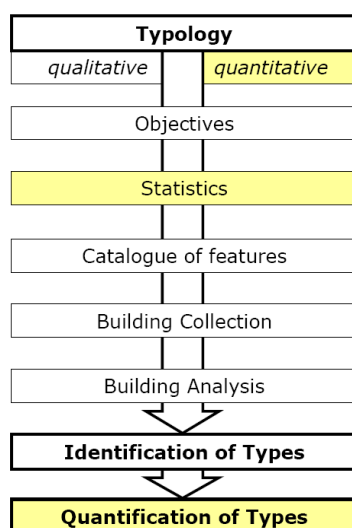 Typology
qualitative quantitative
Objectives
Statistics
Catalogue of features
Building Collection
Building Analysis
Identification of Types
Quantification of Types